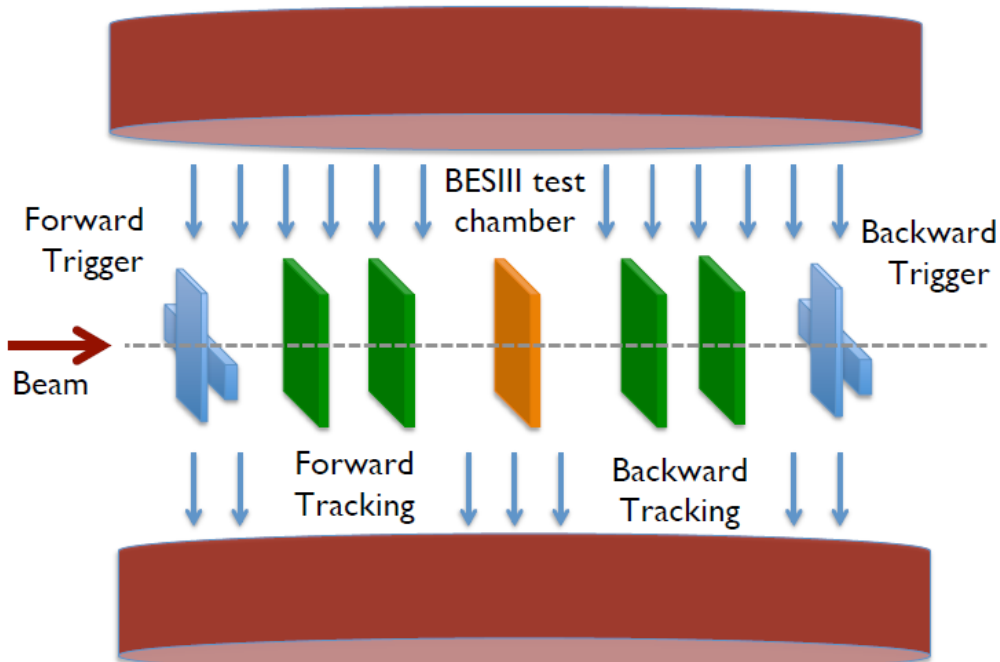 BESIII test
chamber
Forward
Trigger
Backward
Trigger
Beam
Forward
Tracking
Backward
Tracking